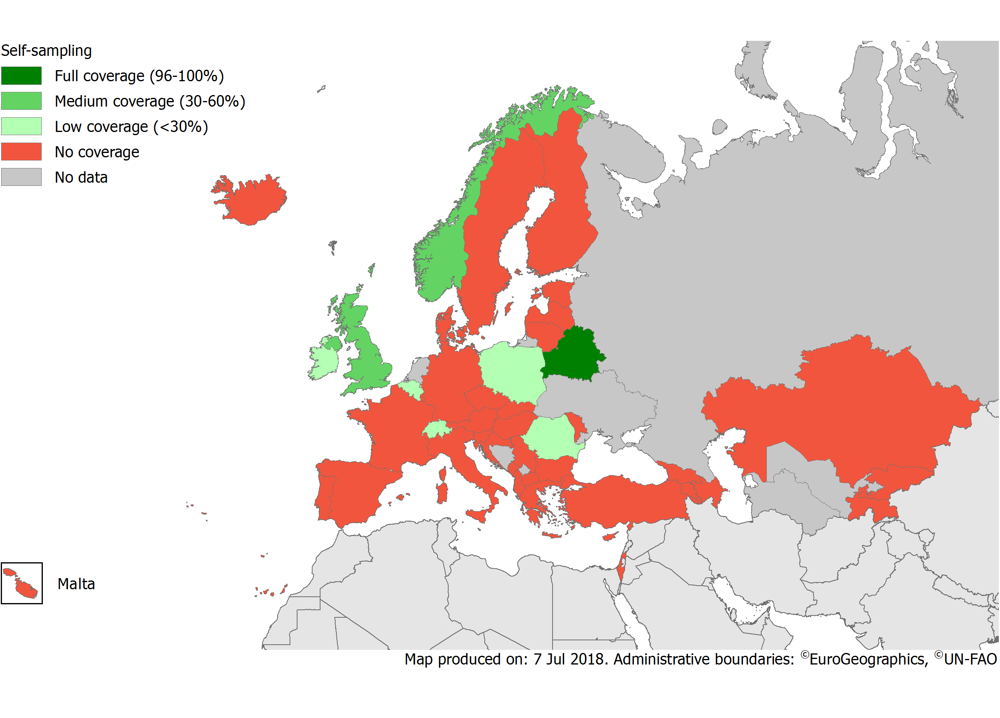 Self-sampling
Full coverage (96-100%)
Medium coverage (30-60%)
Low coverage (<30%)
No coverage
No data
Malta
Map produced on: 7 Jul 2018. Administrative boundaries: ©EuroGeographics, ©UN-FAO